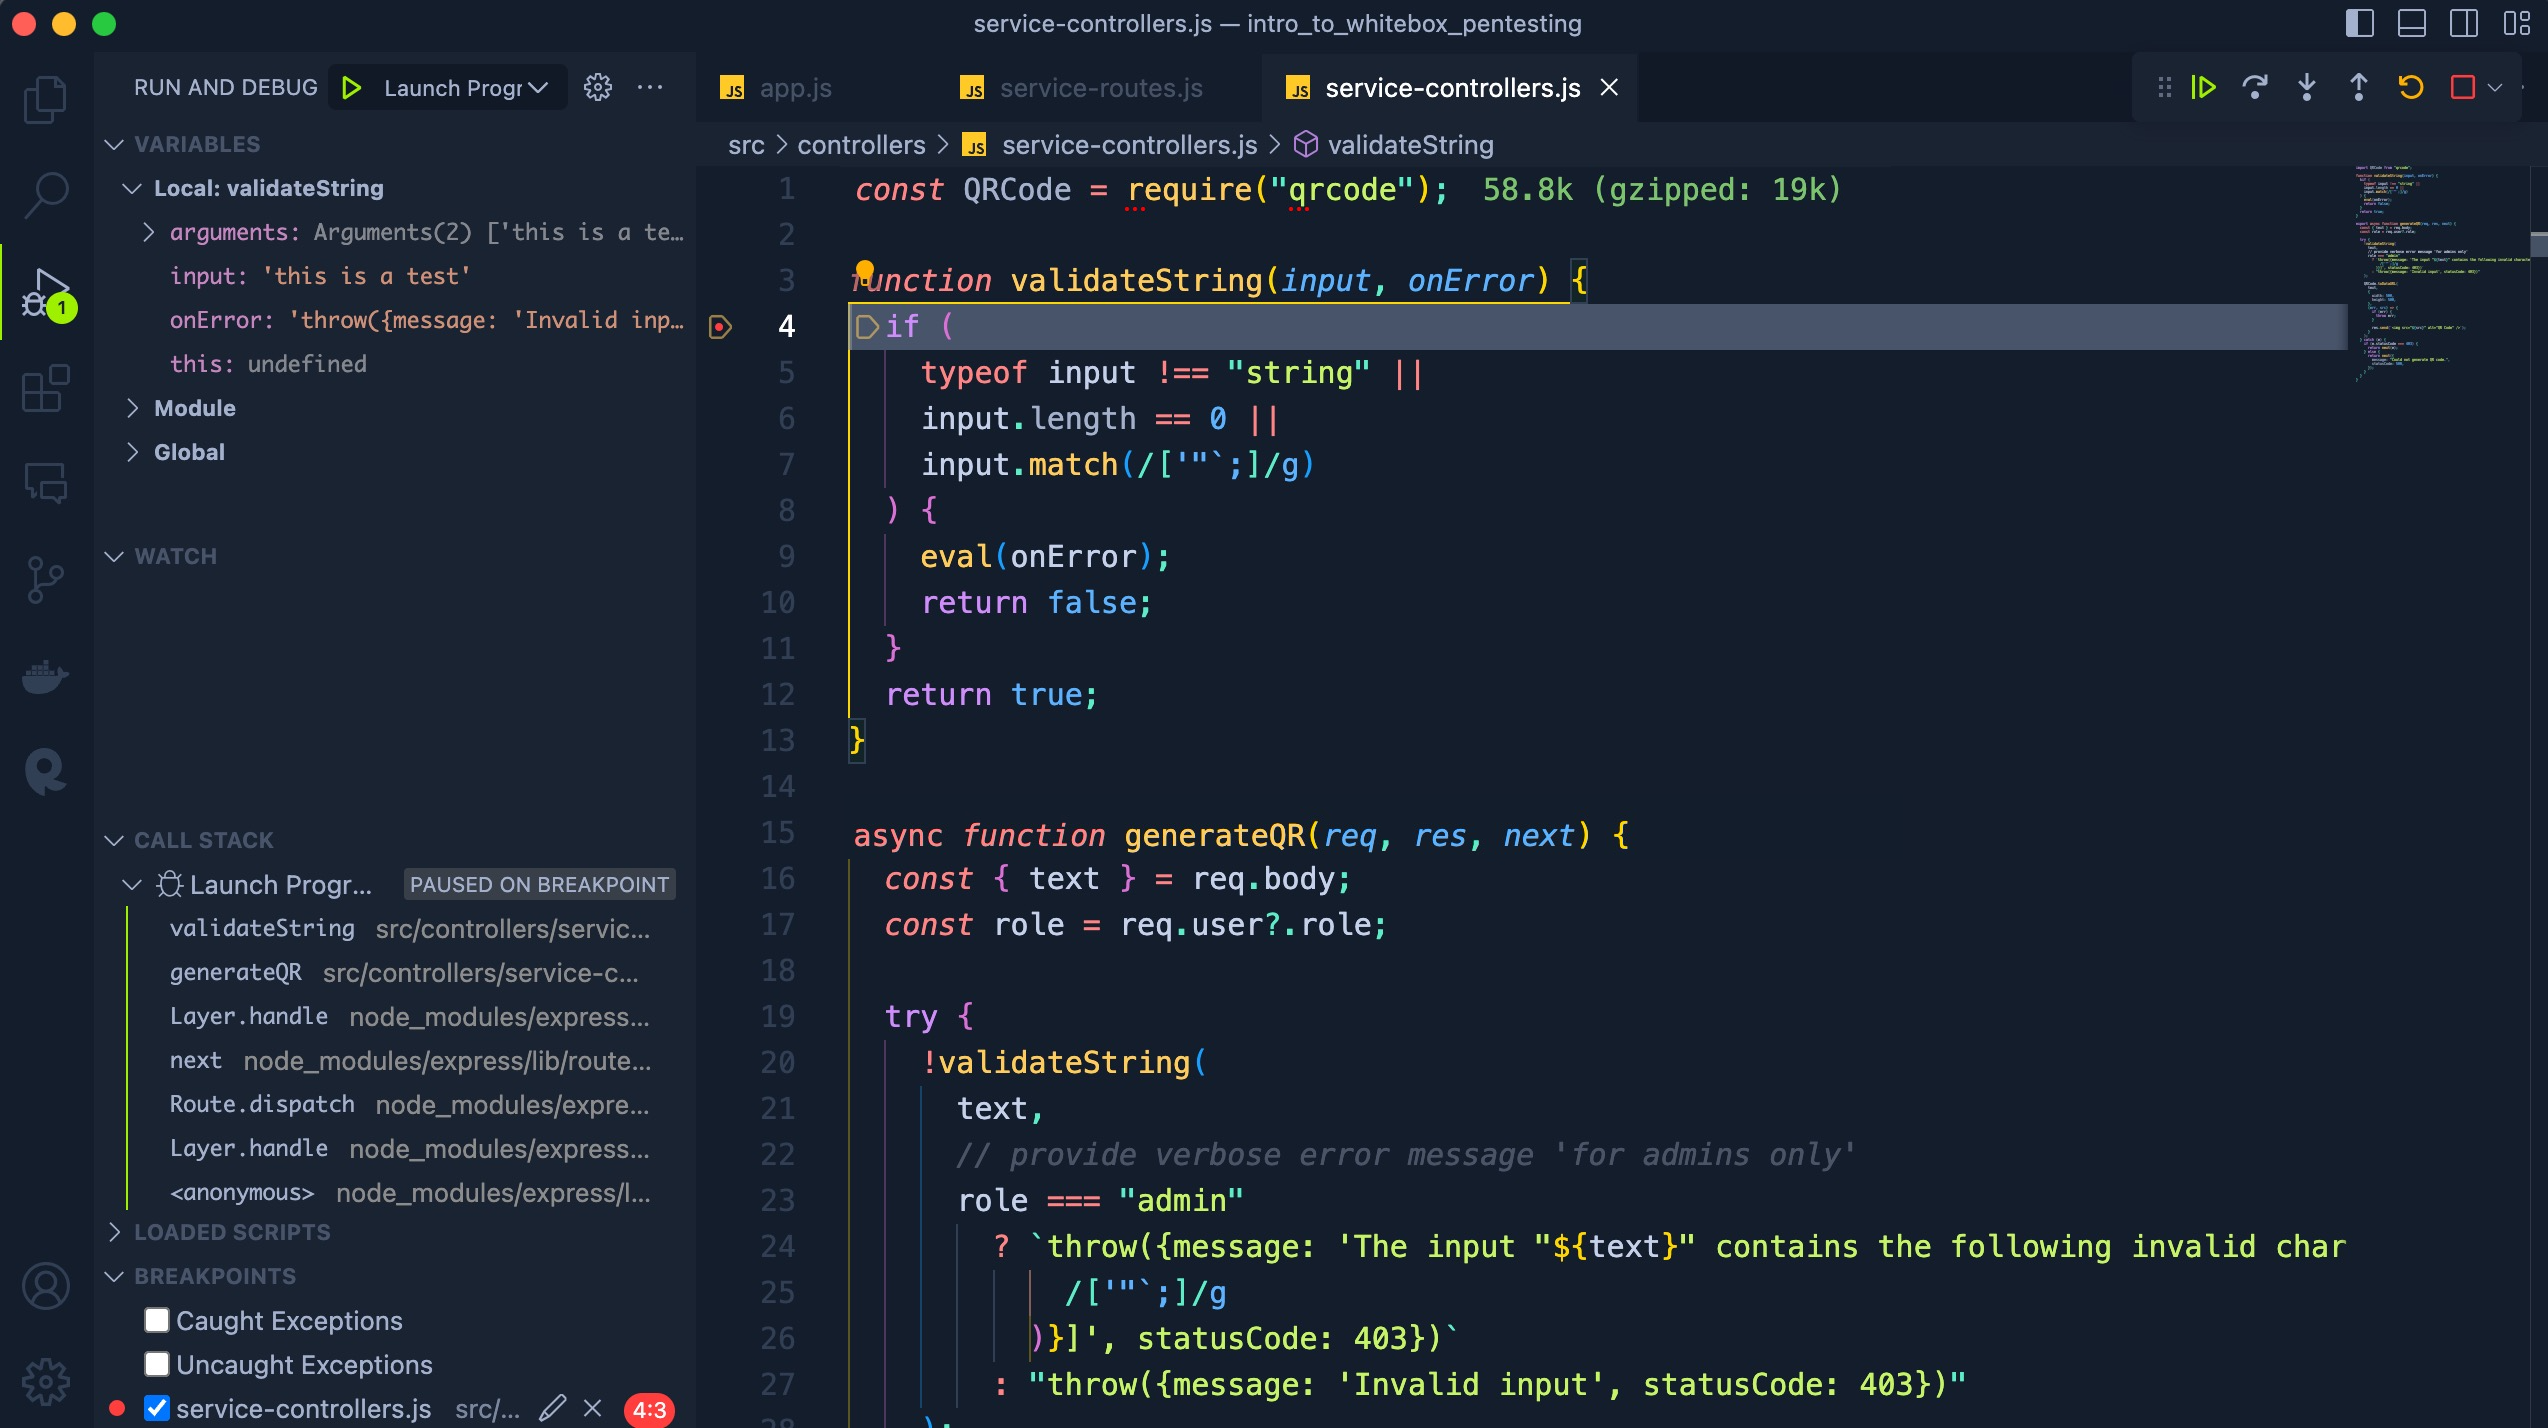 service-controllers.js — intro_to_whitebox_pentesting
RUN AND DEBUG
Launch Progr
VARIABLES
Local: validateString
arguments: Arguments(2) ['this is a te…
input: 'this is a test'
onError: 'throw({message: 'Invalid inp…
this: undefined
Module
Global
WATCH
CALL STACK
Launch Progr… PAUSED ON BREAKPOINT
validateString src/controllers/servic...
generateQR src/controllers/service-c...
Layer.handle node_modules/express...
next node_modules/express/lib/route...
Route.dispatch node_modules/expre...
Layer.handle node_modules/express...
<anonymous> node_modules/express/l...
LOADED SCRIPTS
BREAKPOINTS
Caught Exceptions
Uncaught Exceptions
service-controllers.js src/... 4:3
1
JS app.js
JS service-routes.js
JS service-controllers.js
src > controllers > JS service-controllers.js > validateString
1 const QRCode = require("qrcode"); 58.8k (gzipped: 19k)
2
3 function validateString(input, onError) {
4 if (
5 typeof input !== "string" ||
6 input.length == 0 ||
7 input.match(/['"`;]/g)
8 ) {
9 eval(onError);
10 return false;
11 }
12 return true;
13 }
14
15 async function generateQR(req, res, next) {
16 const { text } = req.body;
17 const role = req.user?.role;
18
19 try {
20 !validateString(
21 text,
22 // provide verbose error message 'for admins only'
23 role === "admin"
24 ? `throw({message: 'The input "${text}" contains the following invalid char
25 /['"`;]/g
26 )}]', statusCode: 403})`
27 : "throw({message: 'Invalid input', statusCode: 403})"
28 );